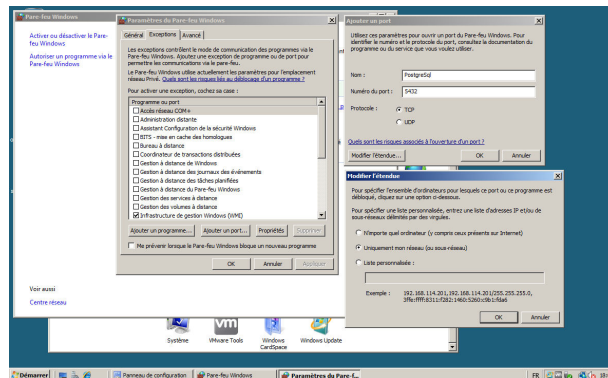 Pare-feu Windows
Activer ou désactiver le Pare-
feu Windows
Autoriser un programme via le
Pare-feu Windows
Voir aussi
Centre réseau
Paramètres du Pare-feu Windows
Général
Exceptions
Avancé
Les exceptions contrôlent le mode de communication des programmes via le
Pare-feu Windows. Ajoutez une exception de programme ou de port pour
permettre les communications via le pare-feu.
Le Pare-feu Windows utilise actuellement les paramètres pour l'emplacement
réseau Privé. Quels sont les risques liés au déblocage d'un programme ?
Pour activer une exception, cochez sa case :
Programme ou port
Accès réseau COM+
Administration distante
Assistant Configuration de la sécurité Windows
BITS - mise en cache des homologues
Bureau à distance
Coordinateur de transactions distribuées
Gestion à distance de Windows
Gestion à distance des journaux des événements
Gestion à distance des tâches planifiées
Gestion à distance du Pare-feu Windows
Gestion des services à distance
Gestion des volumes à distance
Infrastructure de gestion Windows (WMI)
Ajouter un programme...
Ajouter un port...
Propriétés
Supprimer
Me prévenir lorsque le Pare-feu Windows bloque un nouveau programme
OK
Annuler
Appliquer
Ajouter un port
Utilisez ces paramètres pour ouvrir un port du Pare-feu Windows. Pour
identifier le numéro et le protocole du port, consultez la documentation du
programme ou du service que vous voulez utiliser.
Nom :
PostgreSql
Numéro du port :
5432
Protocole :
TCP
UDP
Quels sont les risques associés à l'ouverture d'un port ?
Modifier l'étendue...
OK
Annuler
Modifier l'étendue
Pour spécifier l'ensemble d'ordinateurs pour lesquels ce port ou ce programme est
débloqué, cliquez sur une option ci-dessous.
Pour spécifier une liste personnalisée, entrez une liste d'adresses IP et/ou de
sous-réseaux délimités par des virgules.
N'importe quel ordinateur (y compris ceux présents sur Internet)
Uniquement mon réseau (ou sous-réseau)
Liste personnalisée :
Exemple :
192.168.114.201,192.168.114.201/255.255.255.0,
3ffe:ffff:8311:f282:1460:5260:c9b1:fda6
OK
Annuler
Système
VMware Tools
Windows
CardSpace
Windows Update
Démarrer
Panneau de configuration
Pare-feu Windows
Paramètres du Pare-f...
FR